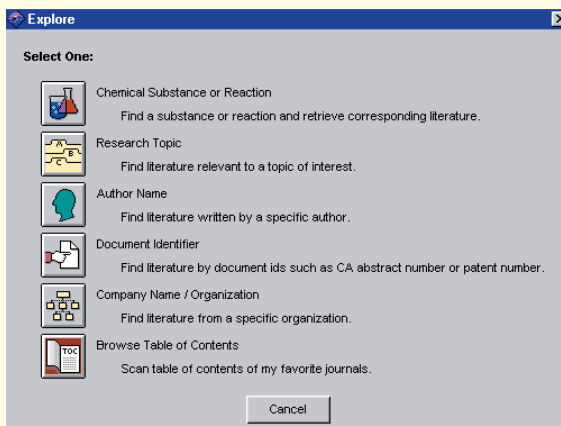 Explore
Select One:
Chemical Substance or Reaction
Find a substance or reaction and retrieve corresponding literature.
Research Topic
A
B
C
Find literature relevant to a topic of interest.
Author Name
Find literature written by a specific author.
Document Identifier
Find literature by document ids such as CA abstract number or patent number.
Company Name / Organization
Find literature from a specific organization.
Browse Table of Contents
TOC
Scan table of contents of my favorite journals.
Cancel